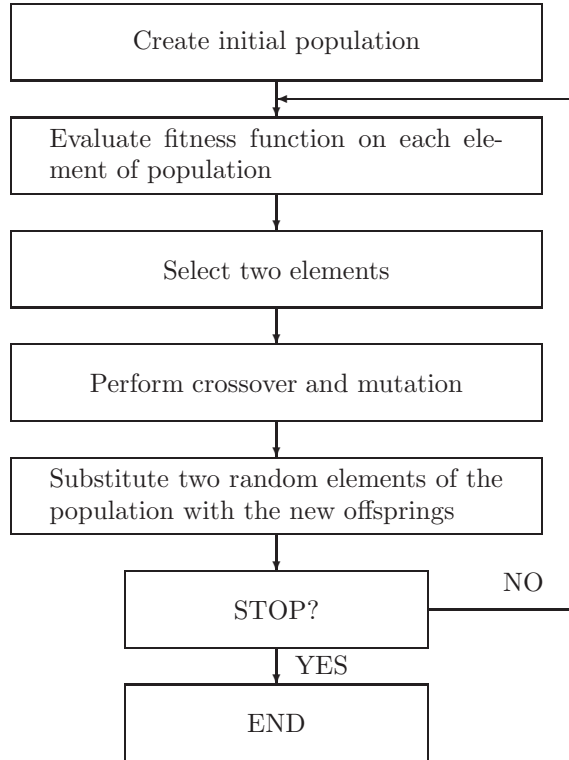 Create initial population
Evaluate fitness function on each ele-
ment of population
Select two elements
Perform crossover and mutation
Substitute two random elements of the
population with the new offsprings
NO
STOP?
YES
END